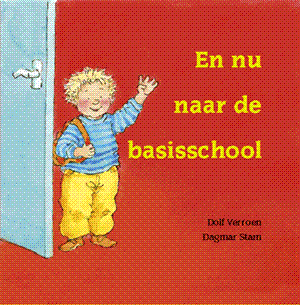 En nu
naar de
basisschool
Dolf Verroen
Dagmar Stam